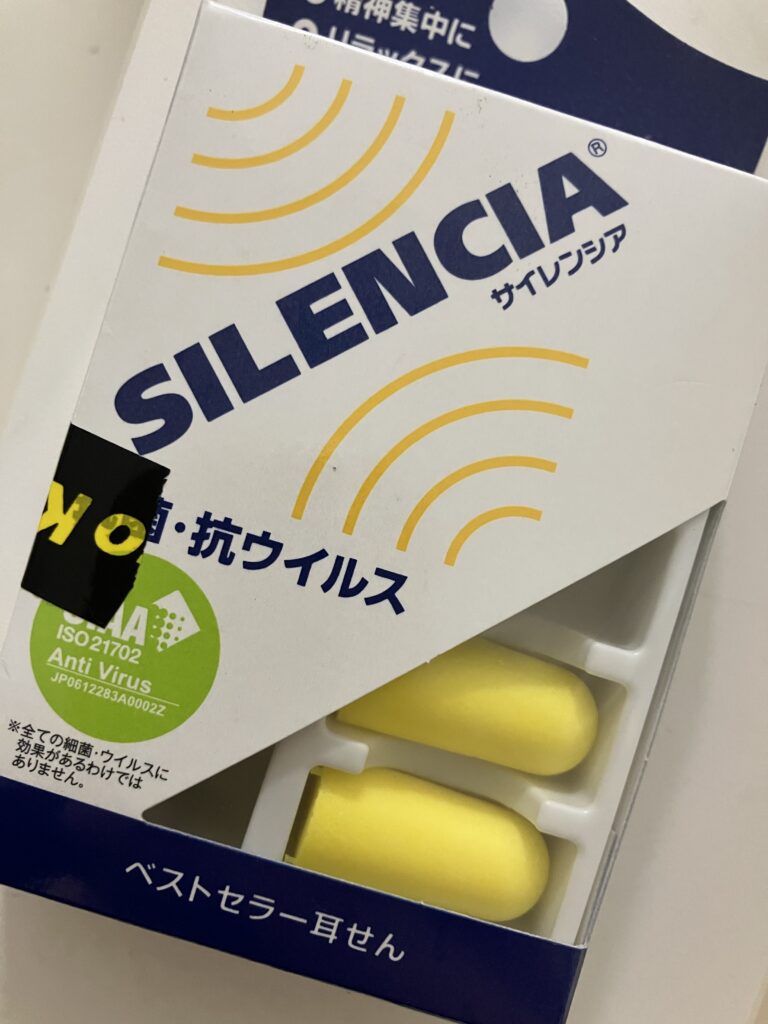 精神集中に
リラックスに
SILENCIA®
サイレンシア
KO
菌・抗ウイルス
SIAA
ISO 21702
Anti Virus
JP0612283A0002Z
※全ての細菌・ウイルスに
効果があるわけでは
ありません。
ベストセラー耳せん